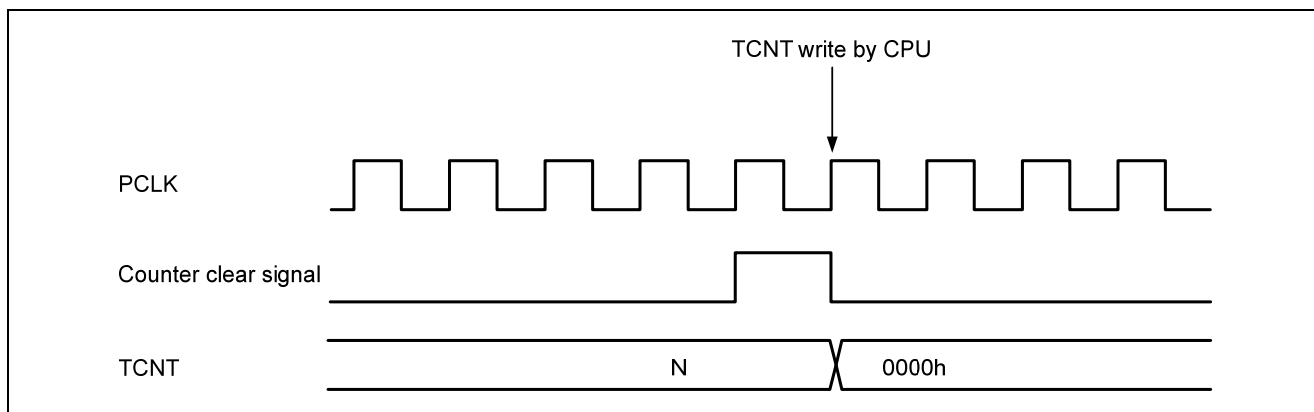 TCNT write by CPU
PCLK
Counter clear signal
TCNT N 0000h